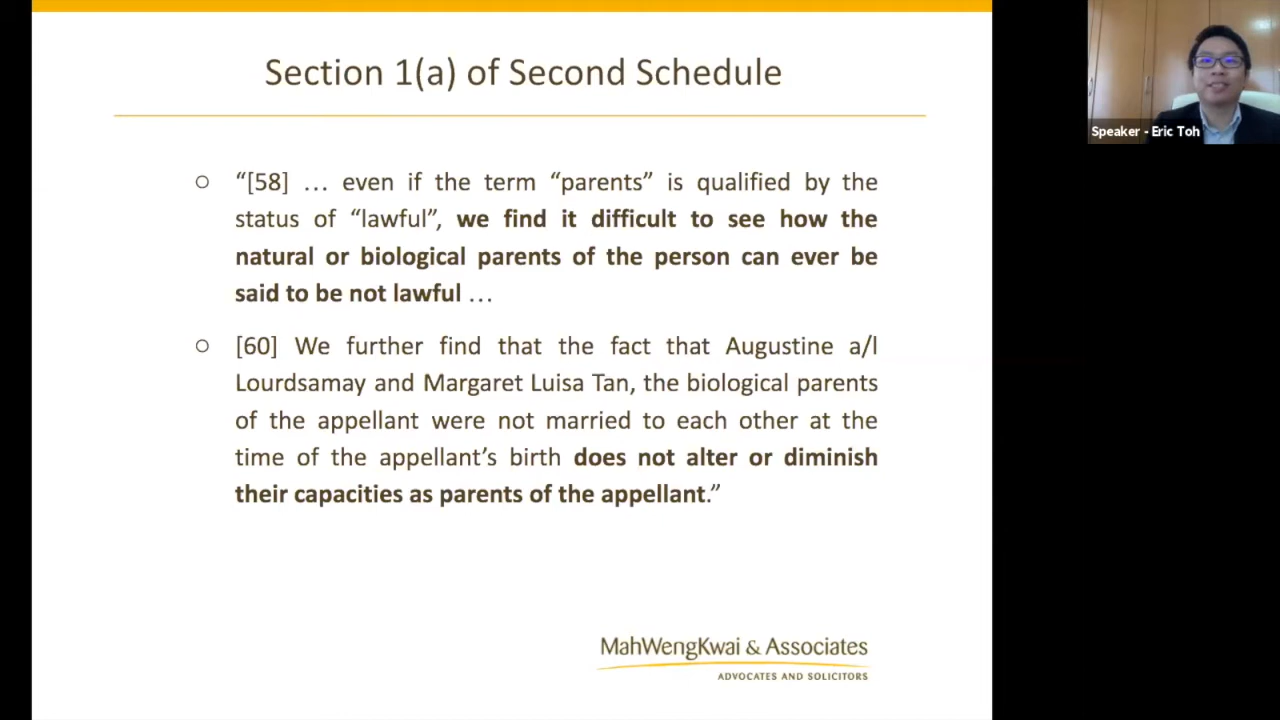 Section 1(a) of Second Schedule
○ “[58] … even if the term “parents” is qualified by the
status of “lawful”, we find it difficult to see how the
natural or biological parents of the person can ever be
said to be not lawful …
○ [60] We further find that the fact that Augustine a/l
Lourdsamay and Margaret Luisa Tan, the biological parents
of the appellant were not married to each other at the
time of the appellant’s birth does not alter or diminish
their capacities as parents of the appellant.”
MahWengKwai & Associates
ADVOCATES AND SOLICITORS
Speaker - Eric Toh